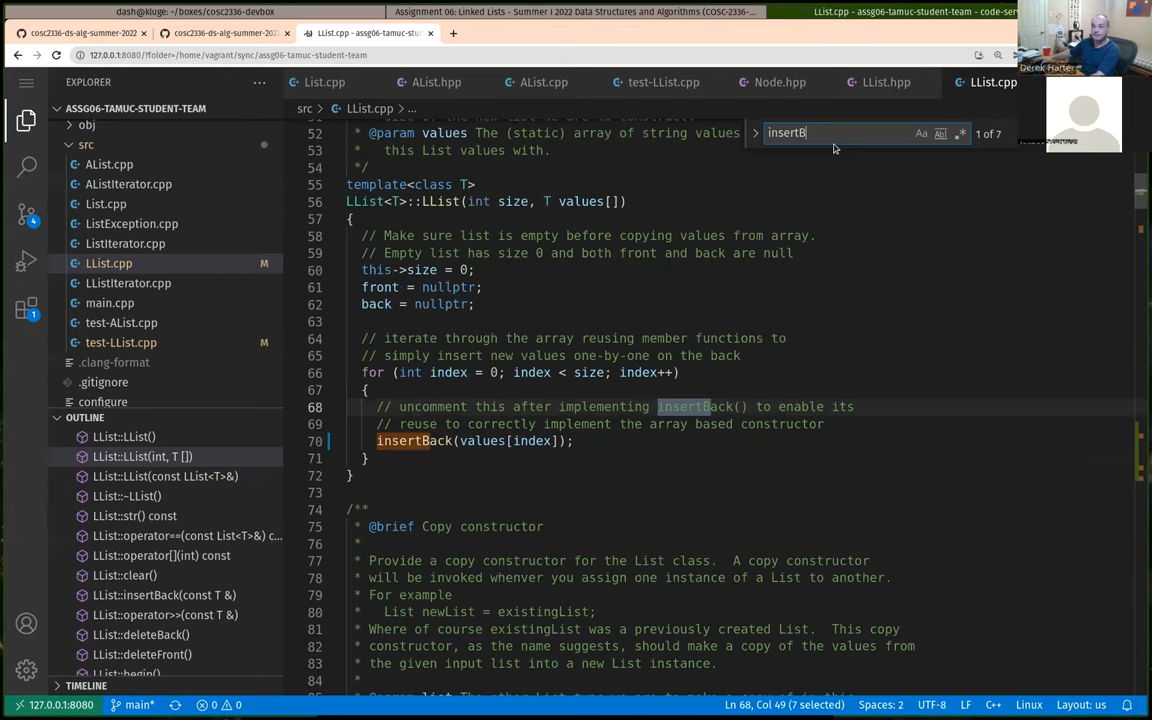 dash@kluge: ~/boxes/cosc2336-devbox
Assignment 06: Linked Lists - Summer I 2022 Data Structures and Algorithms (COSC-2336-...
LList.cpp - assg06-tamuc-student-team - code-serv
cosc2336-ds-alg-summer-2022
cosc2336-ds-alg-summer-202
LList.cpp - assg06-tamuc-stude
127.0.0.1:8080/?folder=/home/vagrant/sync/assg06-tamuc-student-team
Derek Harter
EXPLORER
List.cpp
AList.hpp
AList.cpp
test-LList.cpp
Node.hpp
LList.hpp
LList.cpp
ASSG06-TAMUC-STUDENT-TEAM
src > LList.cpp > ...
obj
src
AList.cpp
AListIterator.cpp
List.cpp
ListException.cpp
ListIterator.cpp
LList.cpp M
LListIterator.cpp
main.cpp
test-AList.cpp
test-LList.cpp M
.clang-format
.gitignore
configure
OUTLINE
LList::LList()
LList::LList(int, T [])
LList::LList(const LList<T>&)
LList::~LList()
LList::str() const
LList::operator==(const List<T>&) c...
LList::operator[](int) const
LList::clear()
LList::insertBack(const T &)
LList::operator>>(const T &)
LList::deleteBack()
LList::deleteFront()
LList::begin()
TIMELINE
insertB
Aa
Ab
.*
1 of 7
52 * @param values The (static) array of string values
53 * this List values with.
54 */
55 template<class T>
56 LList<T>::LList(int size, T values[])
57 {
58 // Make sure list is empty before copying values from array.
59 // Empty list has size 0 and both front and back are null
60 this->size = 0;
61 front = nullptr;
62 back = nullptr;
63
64 // iterate through the array reusing member functions to
65 // simply insert new values one-by-one on the back
66 for (int index = 0; index < size; index++)
67 {
68 // uncomment this after implementing insertBack() to enable its
69 // reuse to correctly implement the array based constructor
70 insertBack(values[index]);
71 }
72 }
73
74 /**
75 * @brief Copy constructor
76 *
77 * Provide a copy constructor for the List class. A copy constructor
78 * will be invoked whenver you assign one instance of a List to another.
79 * For example
80 * List newList = existingList;
81 * Where of course existingList was a previously created List. This copy
82 * constructor, as the name suggests, should make a copy of the values from
83 * the given input list into a new List instance.
84 *
4
1
127.0.0.1:8080
main*
0
0
Ln 68, Col 49 (7 selected)
Spaces: 2
UTF-8
LF
C++
Linux
Layout: us